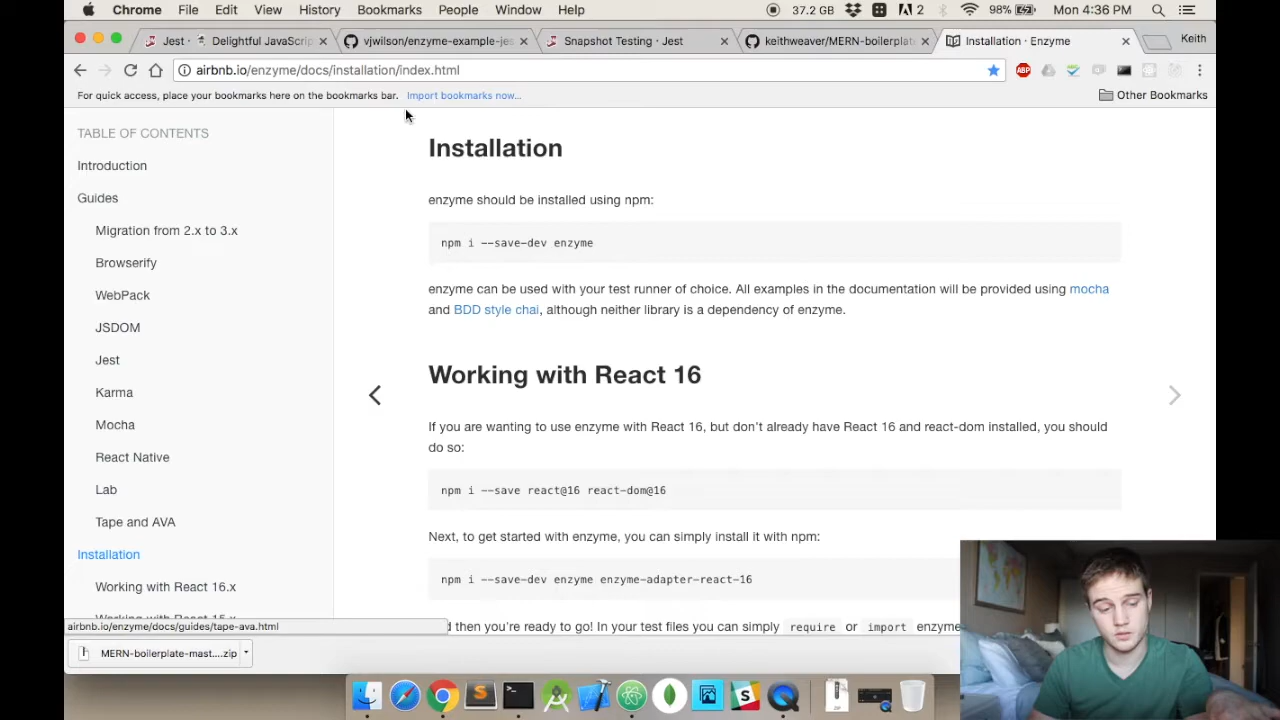 Chrome File Edit View History Bookmarks People Window Help 37.2 GB 2 98% Mon 4:36 PM
Jest · Delightful JavaScrip
vjwilson/enzyme-example-jes
Snapshot Testing · Jest
keithweaver/MERN-boilerplate
Installation · Enzyme
Keith
airbnb.io/enzyme/docs/installation/index.html
ABP
For quick access, place your bookmarks here on the bookmarks bar. Import bookmarks now...
Other Bookmarks
TABLE OF CONTENTS
Introduction
Guides
Migration from 2.x to 3.x
Browserify
WebPack
JSDOM
Jest
Karma
Mocha
React Native
Lab
Tape and AVA
Installation
Working with React 16.x
Working with React 15.x
airbnb.io/enzyme/docs/guides/tape-ava.html
Installation
enzyme should be installed using npm:
npm i --save-dev enzyme
enzyme can be used with your test runner of choice. All examples in the documentation will be provided using mocha
and BDD style chai, although neither library is a dependency of enzyme.
Working with React 16
If you are wanting to use enzyme with React 16, but don't already have React 16 and react-dom installed, you should
do so:
npm i --save react@16 react-dom@16
Next, to get started with enzyme, you can simply install it with npm:
npm i --save-dev enzyme enzyme-adapter-react-16
d then you're ready to go! In your test files you can simply require or import enzyme
MERN-boilerplate-mast....zip